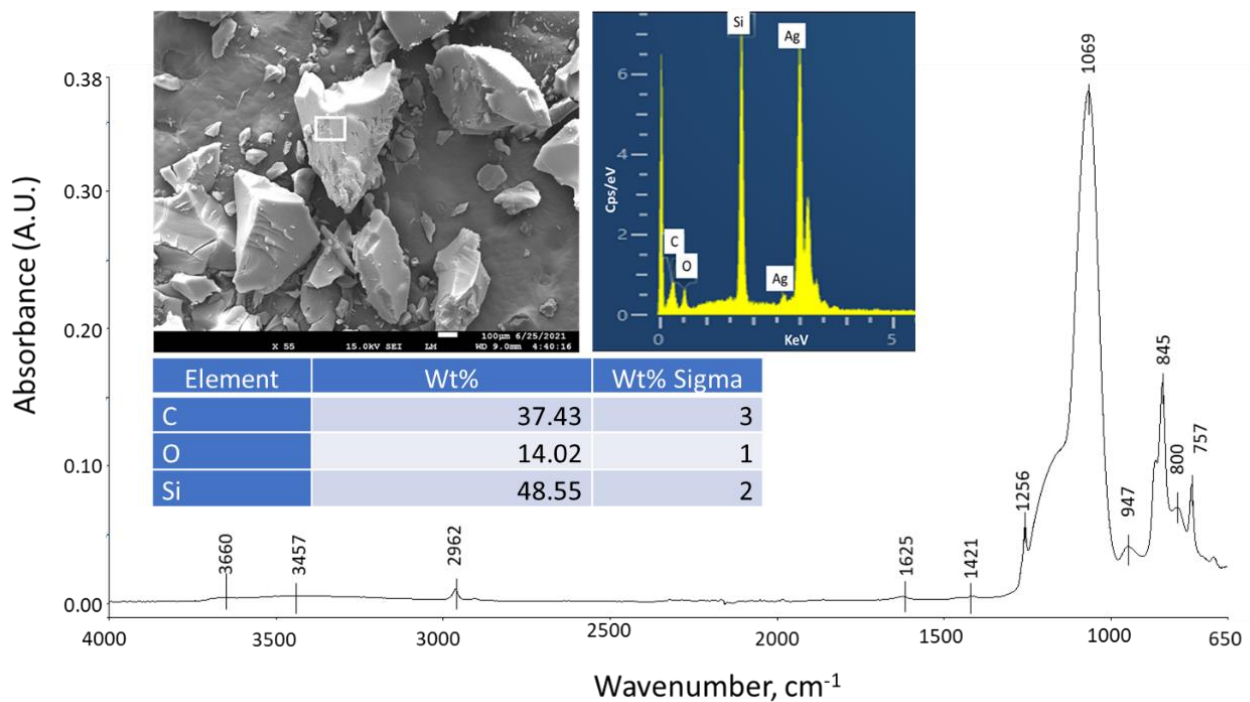 Absorbance (A.U.)
0.38
0.30
0.20
0.10
0.00
X 55 15.0kV SEI LM 100μm 6/25/2021
WD 9.0mm 4:40:16
Cps/eV
6
4
2
0
Si
Ag
C
O
Ag
0 KeV 5
Element Wt% Wt% Sigma
C 37.43 3
O 14.02 1
Si 48.55 2
3660
3457
2962
1625
1421
1256
1069
947
845
800
757
4000 3500 3000 2500 2000 1500 1000 650
Wavenumber, cm⁻¹